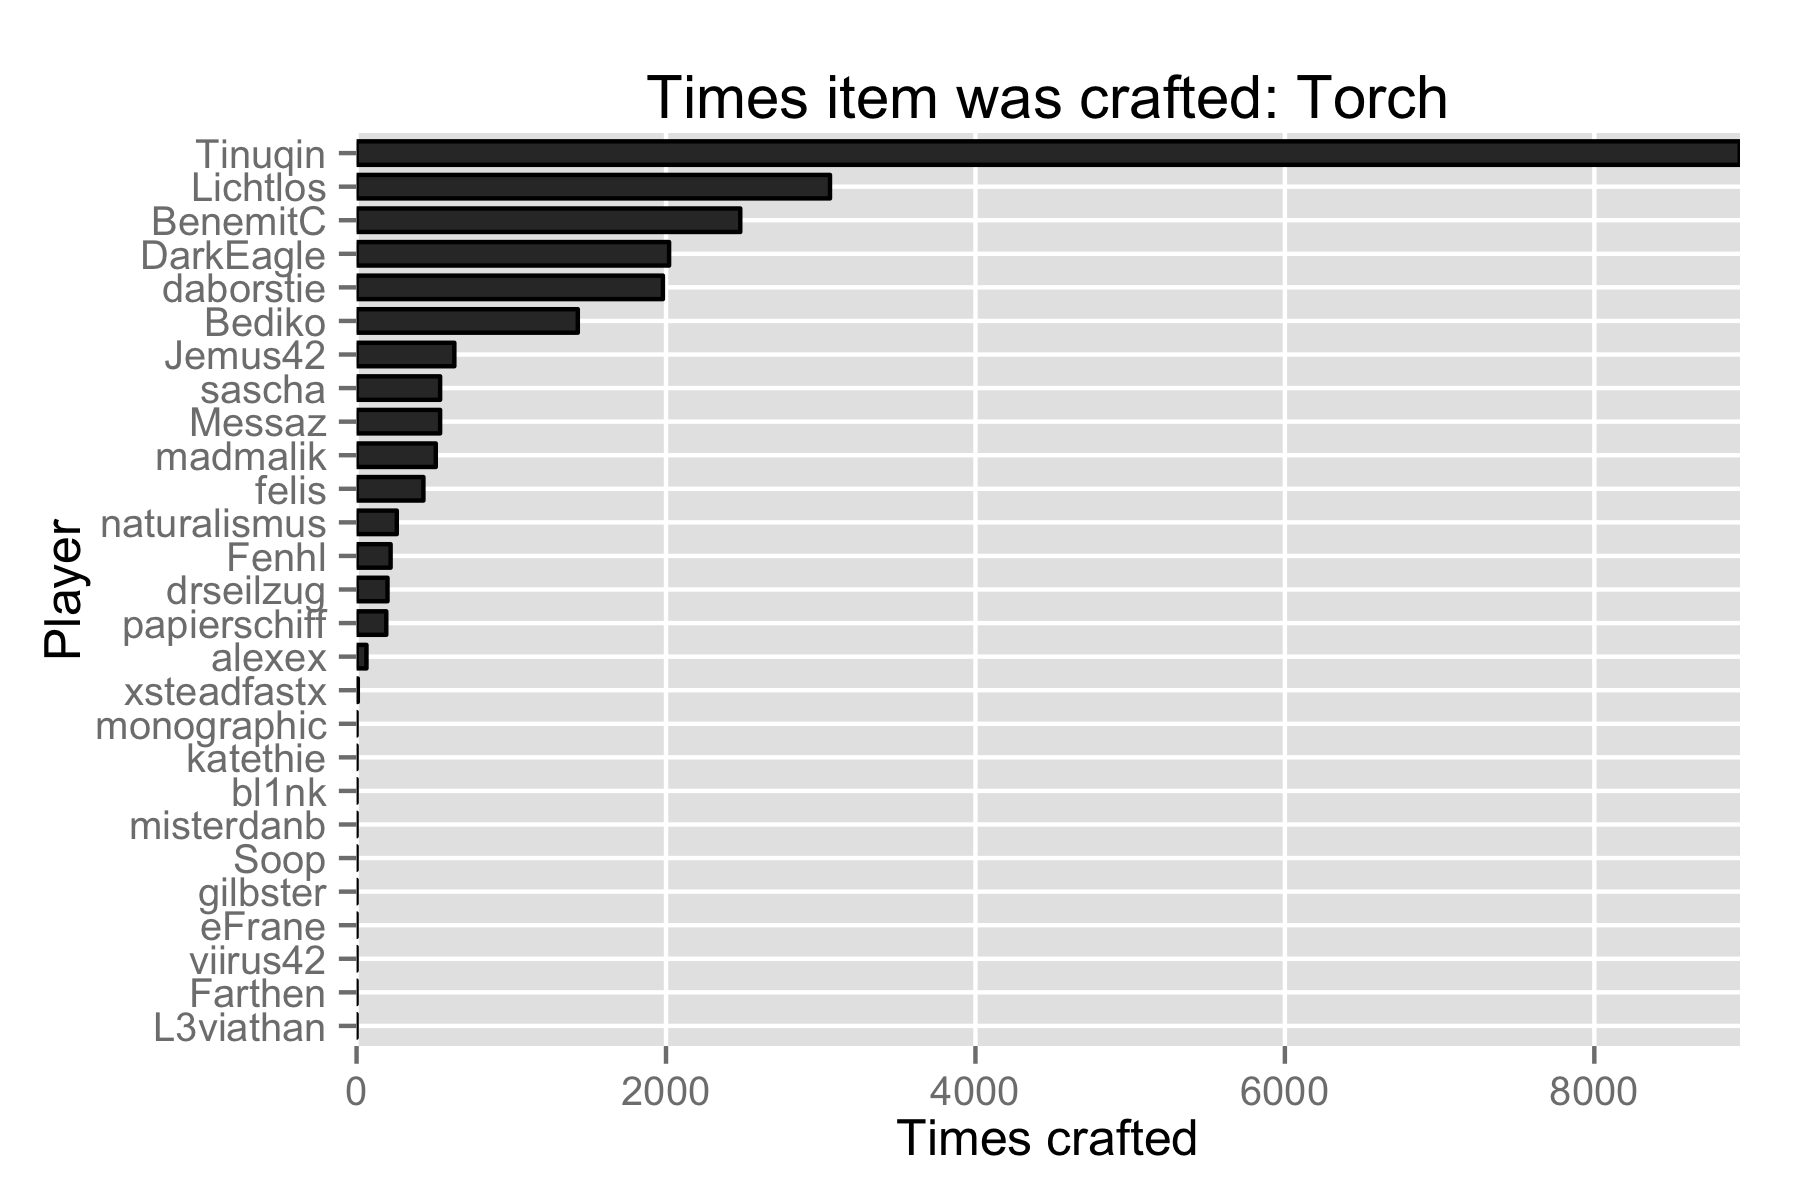 Times item was crafted: Torch
Tinuqin
Lichtlos
BenemitC
DarkEagle
daborstie
Bediko
Jemus42
sascha
Messaz
madmalik
felis
naturalismus
Fenhl
drseilzug
papierschiff
alexex
xsteadfastx
monographic
katethie
bl1nk
misterdanb
Soop
gilbster
eFrane
viirus42
Farthen
L3viathan
Player
0 2000 4000 6000 8000
Times crafted